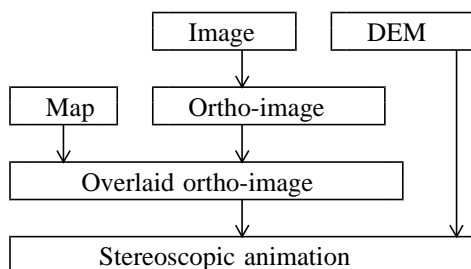 Image
DEM
Map
Ortho-image
Overlaid ortho-image
Stereoscopic animation